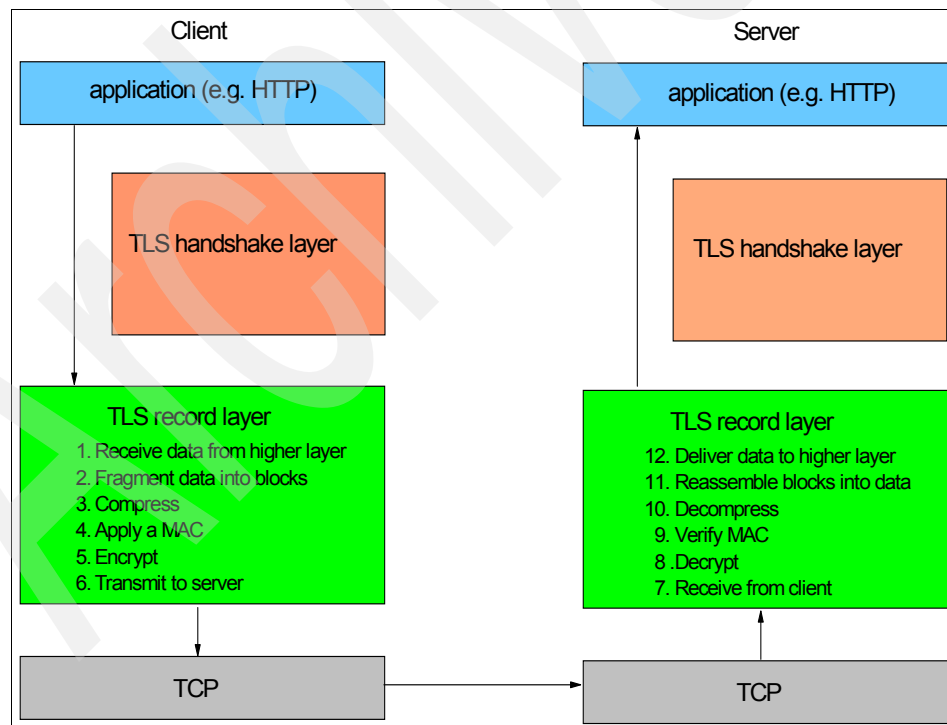 Client
application (e.g. HTTP)
TLS handshake layer
TLS record layer
1. Receive data from higher layer
2. Fragment data into blocks
3. Compress
4. Apply a MAC
5. Encrypt
6. Transmit to server
TCP
Server
application (e.g. HTTP)
TLS handshake layer
TLS record layer
12. Deliver data to higher layer
11. Reassemble blocks into data
10. Decompress
9. Verify MAC
8 .Decrypt
7. Receive from client
TCP